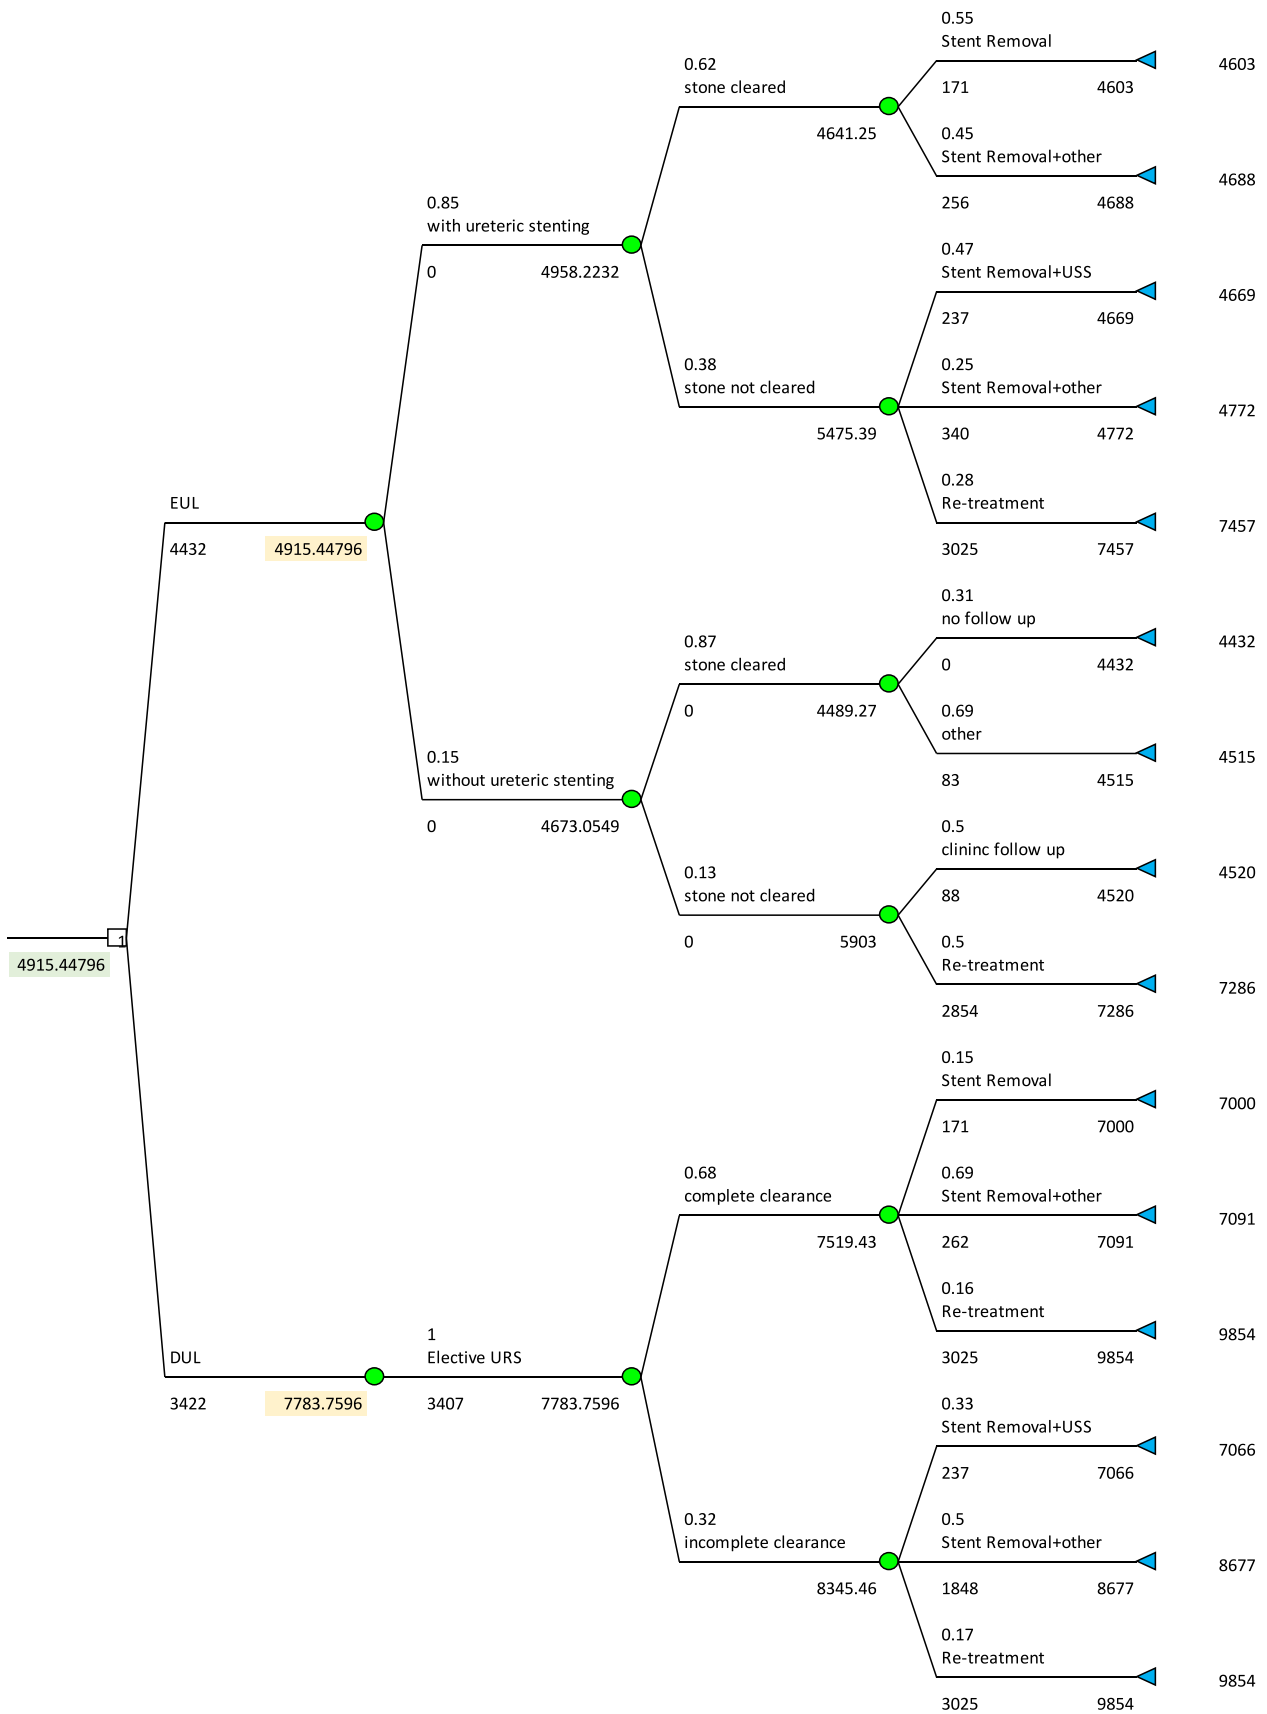 0.55
Stent Removal
4603
171 4603
0.62
stone cleared
4641.25
0.45
Stent Removal+other
4688
256 4688
0.85
with ureteric stenting
0 4958.2232
0.47
Stent Removal+USS
4669
237 4669
0.38
stone not cleared
5475.39
0.25
Stent Removal+other
4772
340 4772
0.28
Re-treatment
7457
3025 7457
EUL
4432 4915.44796
0.31
no follow up
4432
0 4432
0.87
stone cleared
0 4489.27
0.69
other
4515
83 4515
0.15
without ureteric stenting
0 4673.0549
0.5
clininc follow up
4520
88 4520
0.13
stone not cleared
0 5903
0.5
Re-treatment
7286
2854 7286
1
4915.44796
0.15
Stent Removal
7000
171 7000
0.68
complete clearance
7519.43
0.69
Stent Removal+other
7091
262 7091
0.16
Re-treatment
9854
3025 9854
DUL
3422 7783.7596
1
Elective URS
3407 7783.7596
0.33
Stent Removal+USS
7066
237 7066
0.32
incomplete clearance
8345.46
0.5
Stent Removal+other
8677
1848 8677
0.17
Re-treatment
9854
3025 9854